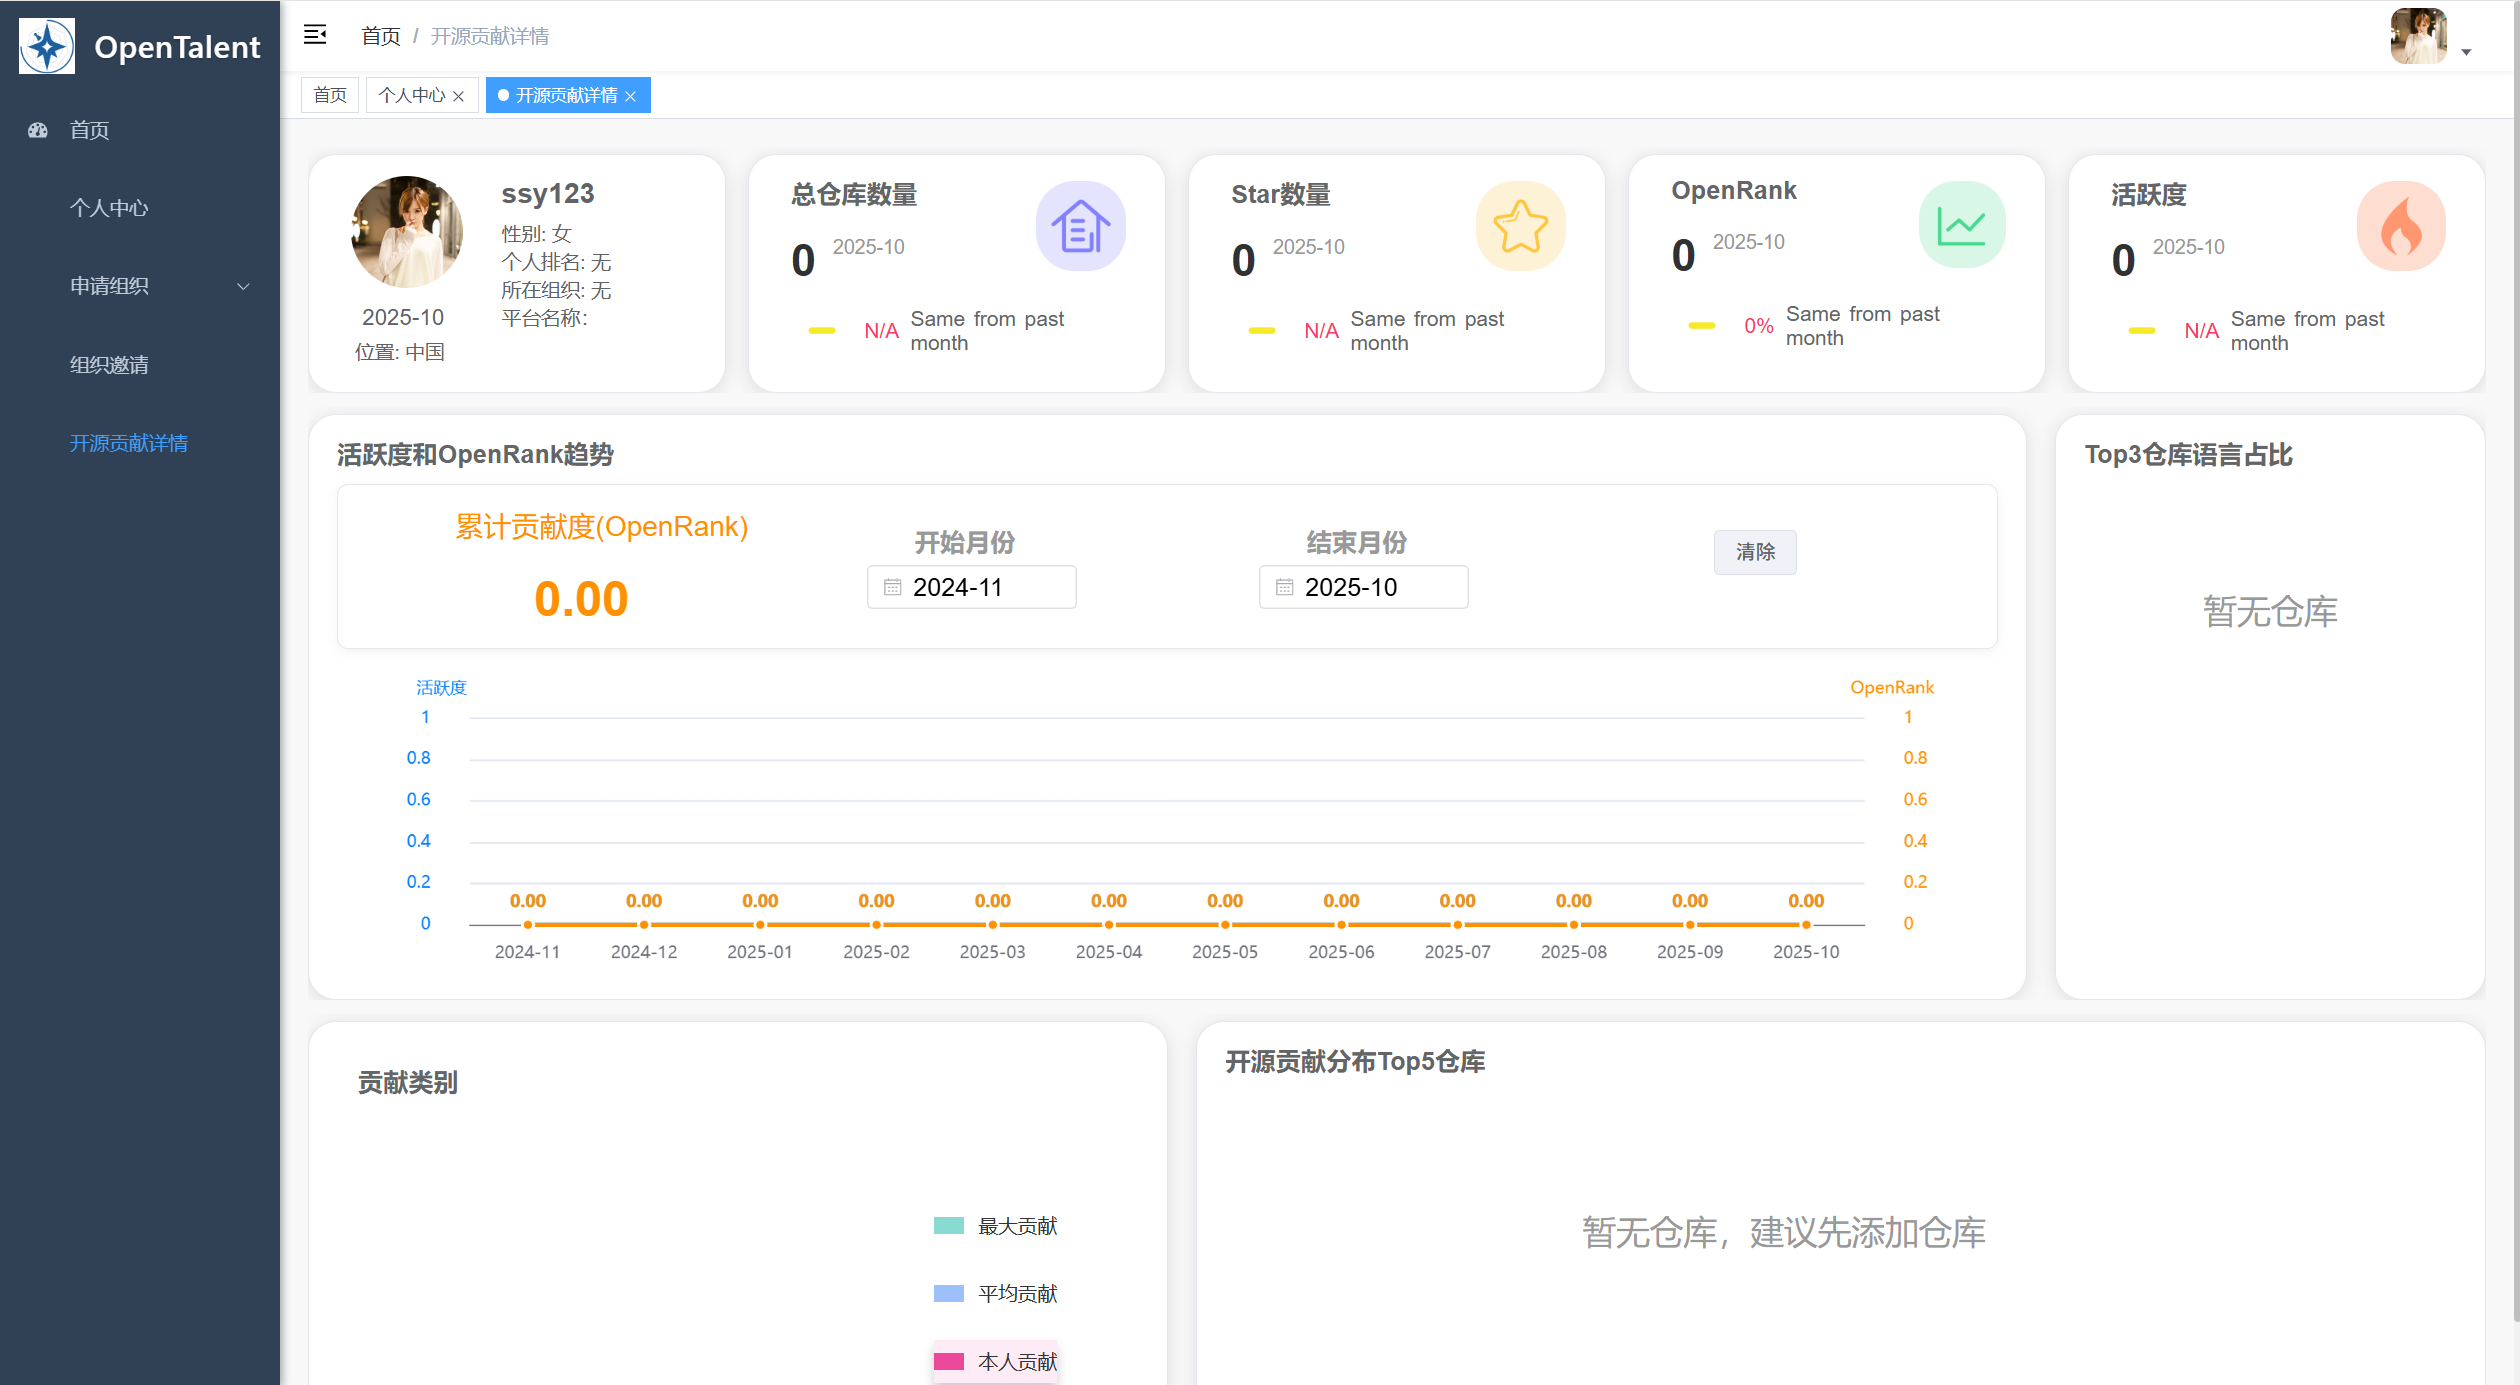 OpenTalent
首页
个人中心
申请组织
组织邀请
开源贡献详情
首页 / 开源贡献详情
首页
个人中心
开源贡献详情
ssy123
性别: 女
个人排名: 无
所在组织: 无
平台名称:
2025-10
位置: 中国
总仓库数量
0 2025-10
N/A Same from past
month
Star数量
0 2025-10
N/A Same from past
month
OpenRank
0 2025-10
0% Same from past
month
活跃度
0 2025-10
N/A Same from past
month
活跃度和OpenRank趋势
累计贡献度(OpenRank)
0.00
开始月份
2024-11
结束月份
2025-10
清除
活跃度
1
0.8
0.6
0.4
0.2
0
OpenRank
1
0.8
0.6
0.4
0.2
0
0.00 0.00 0.00 0.00 0.00 0.00 0.00 0.00 0.00 0.00 0.00 0.00
2024-11 2024-12 2025-01 2025-02 2025-03 2025-04 2025-05 2025-06 2025-07 2025-08 2025-09 2025-10
Top3仓库语言占比
暂无仓库
贡献类别
最大贡献
平均贡献
本人贡献
开源贡献分布Top5仓库
暂无仓库，建议先添加仓库